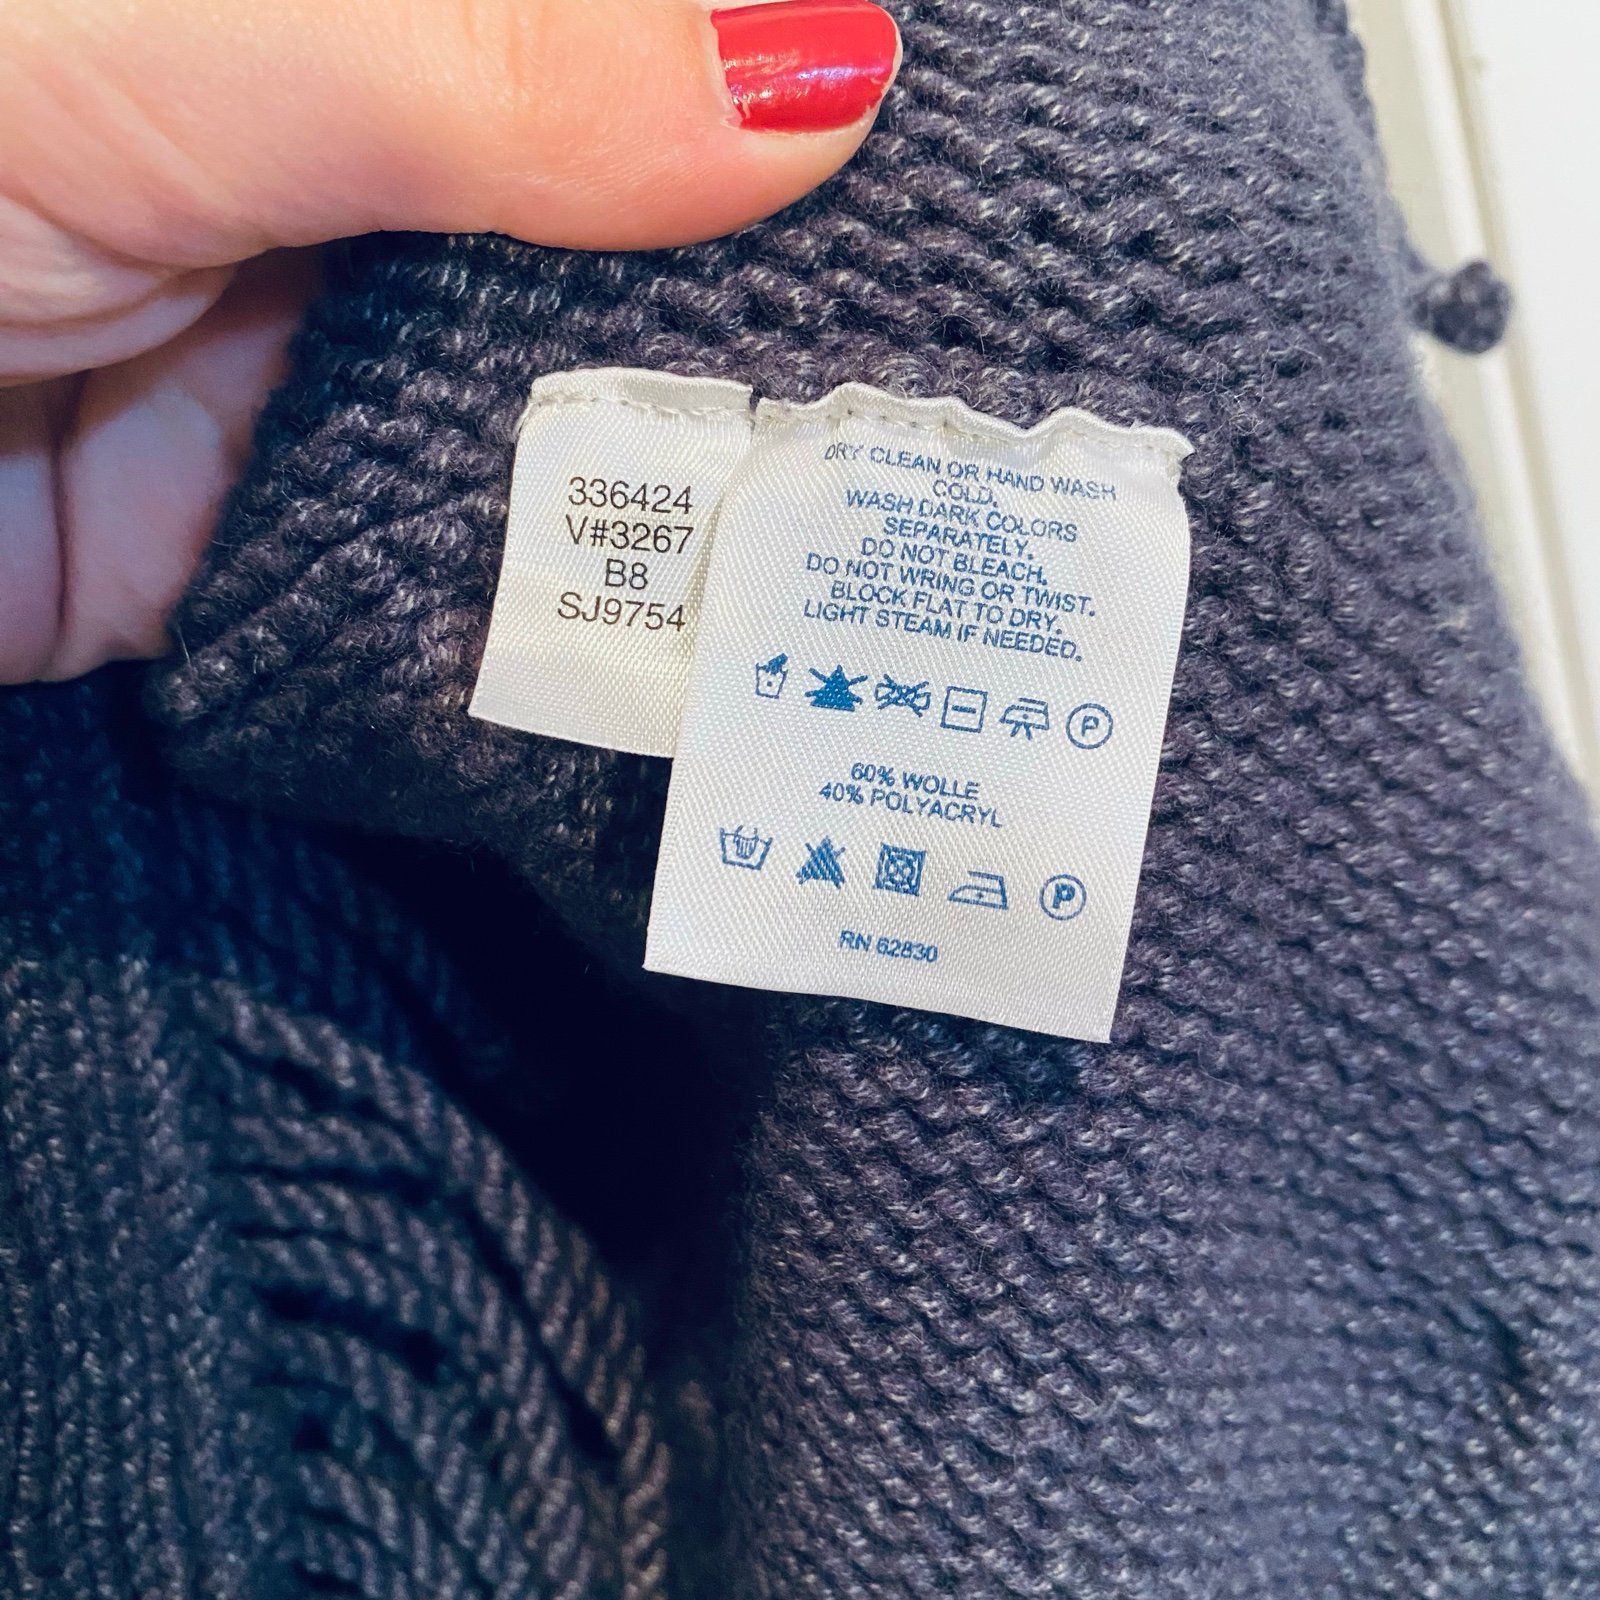 336424
V#3267
B8
SJ9754
DRY CLEAN OR HAND WASH
COLD.
WASH DARK COLORS
SEPARATELY.
DO NOT BLEACH.
DO NOT WRING OR TWIST.
BLOCK FLAT TO DRY.
LIGHT STEAM IF NEEDED.
P
60% WOLLE
40% POLYACRYL
P
RN 62830